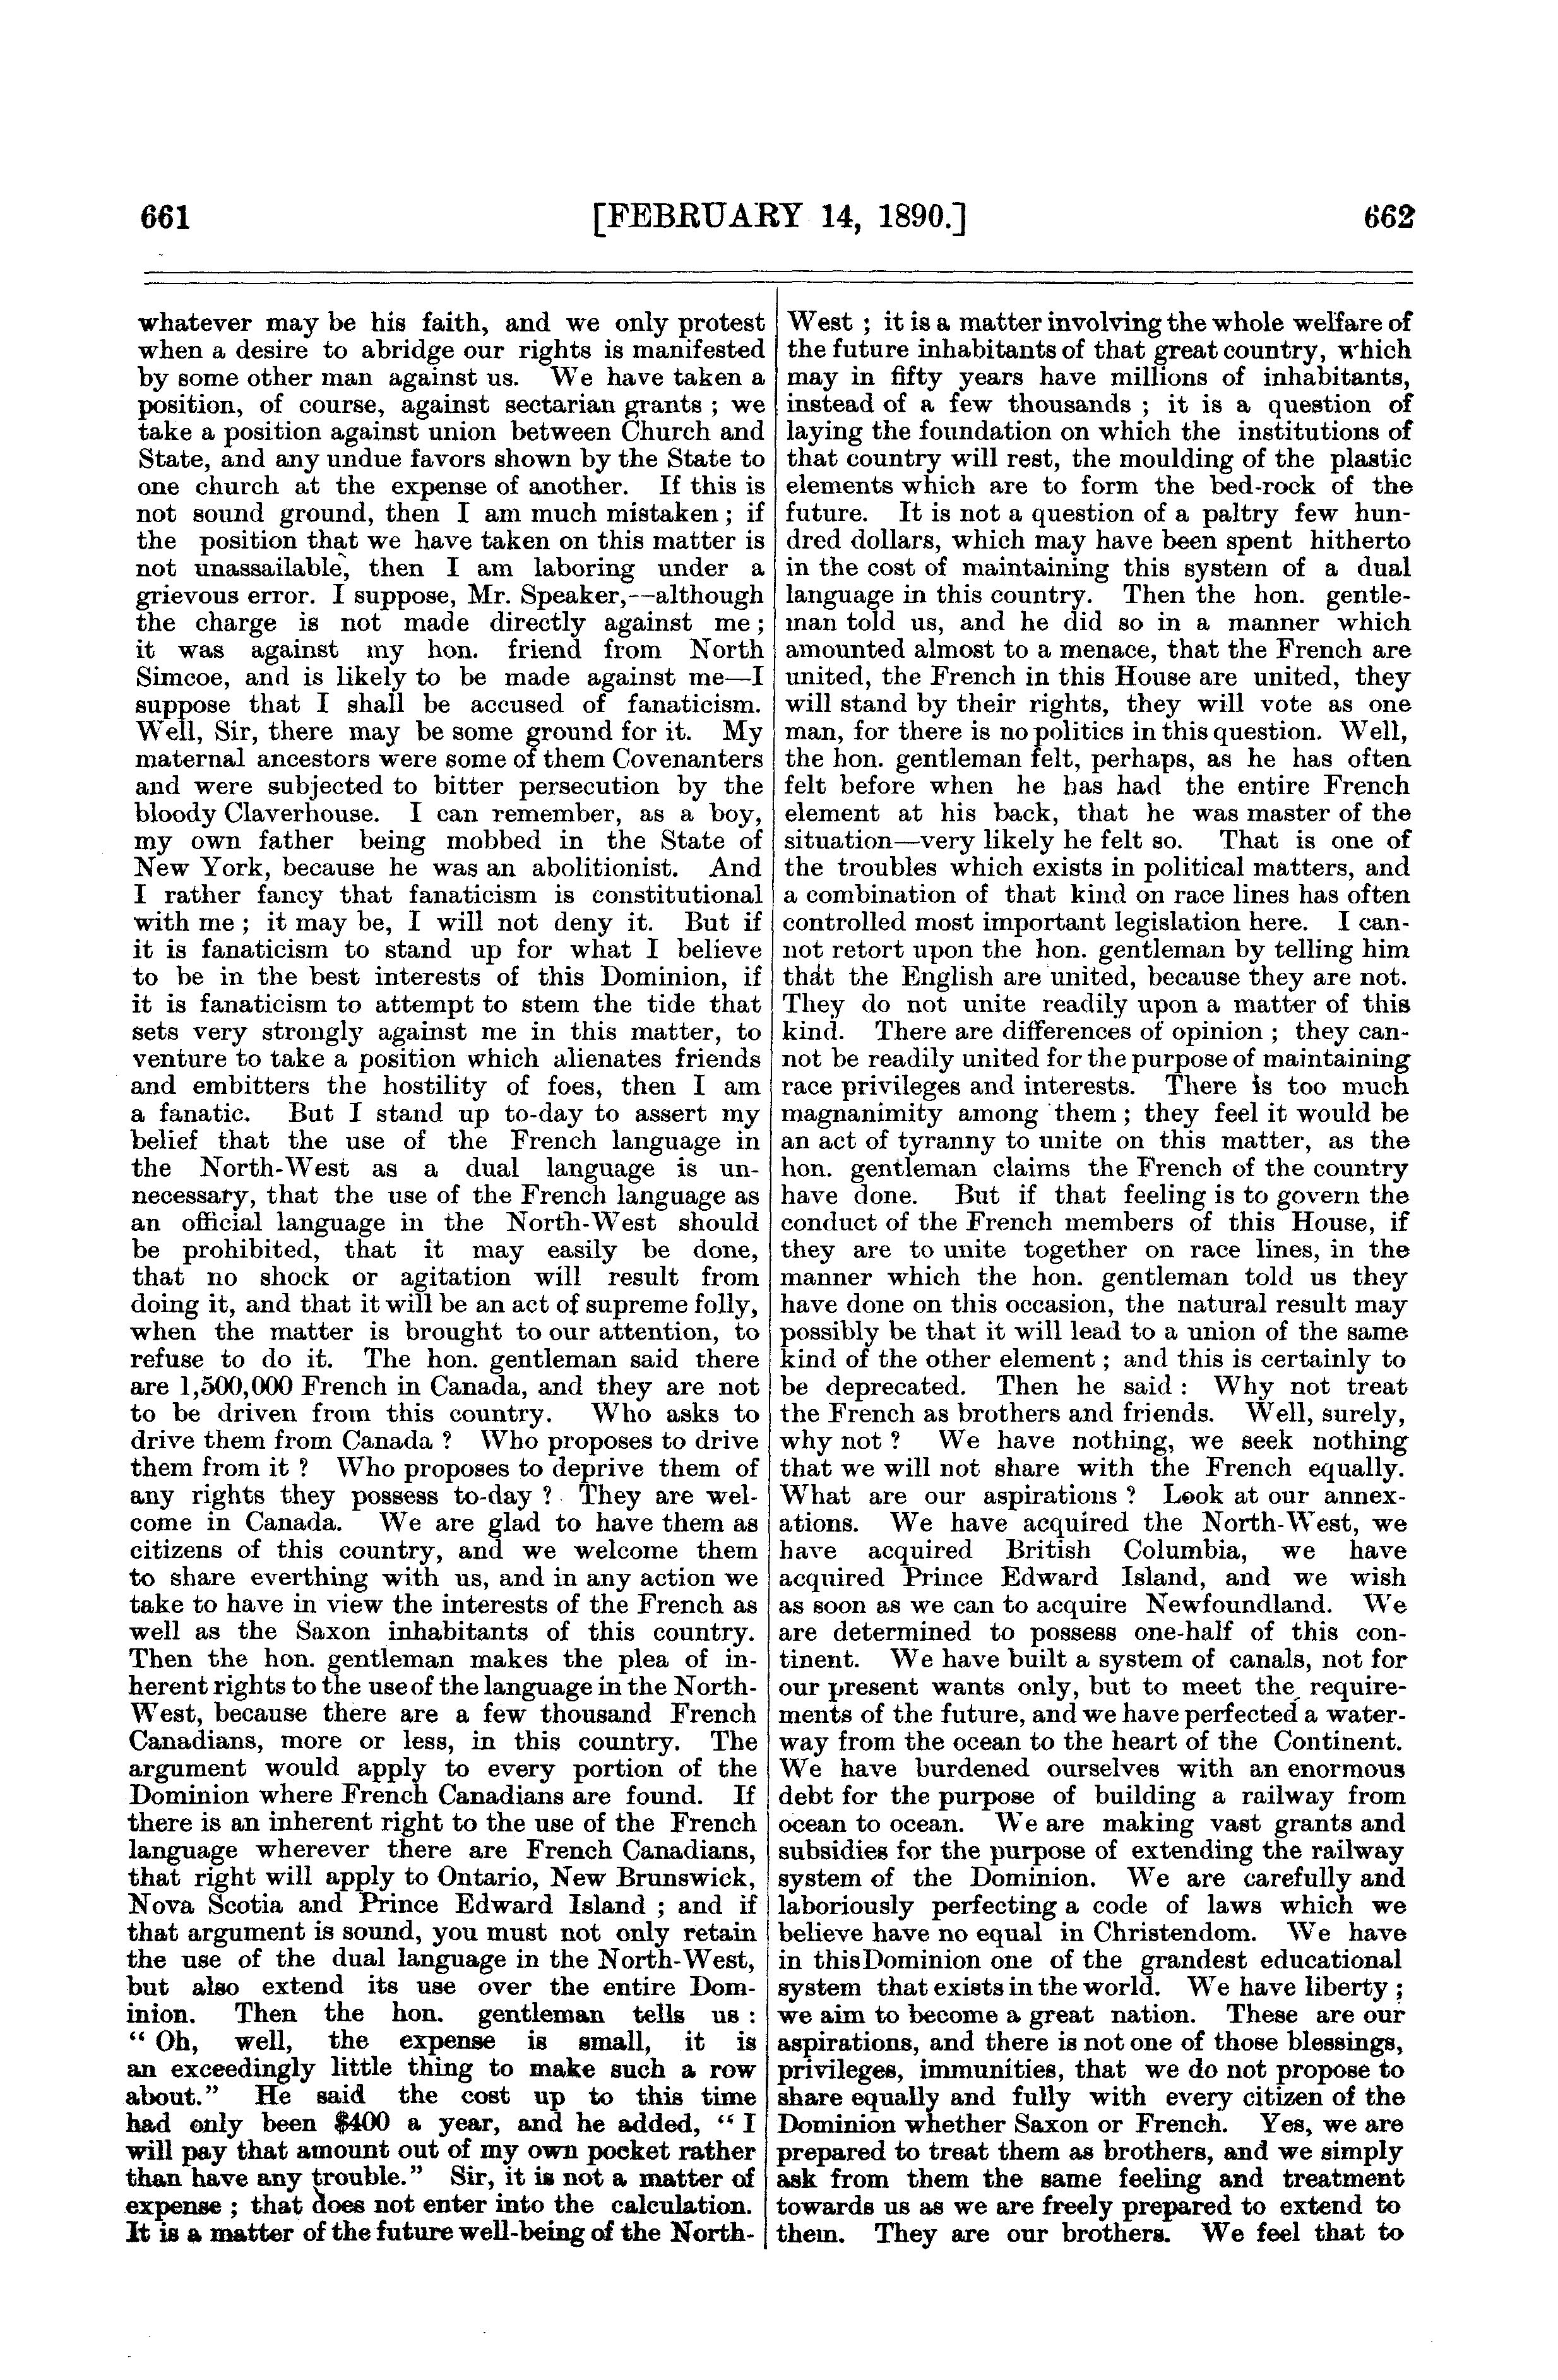 661 [FEBRUARY 14, 1890.] 662
whatever may be his faith, and we only protest
when a desire to abridge our rights is manifested
by some other man against us. We have taken a
position, of course, against sectarian grants ; we
take a position against union between Church and
State, and any undue favors shown by the State to
one church at the expense of another. If this is
not sound ground, then I am much mistaken ; if
the position that we have taken on this matter is
not unassailable, then I am laboring under a
grievous error. I suppose, Mr. Speaker,--although
the charge is not made directly against me ;
it was against my hon. friend from North
Simcoe, and is likely to be made against me—I
suppose that I shall be accused of fanaticism.
Well, Sir, there may be some ground for it. My
maternal ancestors were some of them Covenanters
and were subjected to bitter persecution by the
bloody Claverhouse. I can remember, as a boy,
my own father being mobbed in the State of
New York, because he was an abolitionist. And
I rather fancy that fanaticism is constitutional
with me ; it may be, I will not deny it. But if
it is fanaticism to stand up for what I believe
to be in the best interests of this Dominion, if
it is fanaticism to attempt to stem the tide that
sets very strongly against me in this matter, to
venture to take a position which alienates friends
and embitters the hostility of foes, then I am
a fanatic. But I stand up to-day to assert my
belief that the use of the French language in
the North-West as a dual language is un-
necessary, that the use of the French language as
an official language in the North-West should
be prohibited, that it may easily be done,
that no shock or agitation will result from
doing it, and that it will be an act of supreme folly,
when the matter is brought to our attention, to
refuse to do it. The hon. gentleman said there
are 1,500,000 French in Canada, and they are not
to be driven from this country. Who asks to
drive them from Canada ? Who proposes to drive
them from it ? Who proposes to deprive them of
any rights they possess to-day ? They are wel-
come in Canada. We are glad to have them as
citizens of this country, and we welcome them
to share everthing with us, and in any action we
take to have in view the interests of the French as
well as the Saxon inhabitants of this country.
Then the hon. gentleman makes the plea of in-
herent rights to the use of the language in the North-
West, because there are a few thousand French
Canadians, more or less, in this country. The
argument would apply to every portion of the
Dominion where French Canadians are found. If
there is an inherent right to the use of the French
language wherever there are French Canadians,
that right will apply to Ontario, New Brunswick,
Nova Scotia and Prince Edward Island ; and if
that argument is sound, you must not only retain
the use of the dual language in the North-West,
but also extend its use over the entire Dom-
inion. Then the hon. gentleman tells us :
“ Oh, well, the expense is small, it is
an exceedingly little thing to make such a row
about.” He said the cost up to this time
had only been $400 a year, and he added, “ I
will pay that amount out of my own pocket rather
than have any trouble.” Sir, it is not a matter of
expense ; that does not enter into the calculation.
It is a matter of the future well-being of the North-
West ; it is a matter involving the whole welfare of
the future inhabitants of that great country, which
may in fifty years have millions of inhabitants,
instead of a few thousands ; it is a question of
laying the foundation on which the institutions of
that country will rest, the moulding of the plastic
elements which are to form the bed-rock of the
future. It is not a question of a paltry few hun-
dred dollars, which may have been spent hitherto
in the cost of maintaining this system of a dual
language in this country. Then the hon. gentle-
man told us, and he did so in a manner which
amounted almost to a menace, that the French are
united, the French in this House are united, they
will stand by their rights, they will vote as one
man, for there is no politics in this question. Well,
the hon. gentleman felt, perhaps, as he has often
felt before when he has had the entire French
element at his back, that he was master of the
situation—very likely he felt so. That is one of
the troubles which exists in political matters, and
a combination of that kind on race lines has often
controlled most important legislation here. I can-
not retort upon the hon. gentleman by telling him
that the English are united, because they are not.
They do not unite readily upon a matter of this
kind. There are differences of opinion ; they can-
not be readily united for the purpose of maintaining
race privileges and interests. There is too much
magnanimity among them ; they feel it would be
an act of tyranny to unite on this matter, as the
hon. gentleman claims the French of the country
have done. But if that feeling is to govern the
conduct of the French members of this House, if
they are to unite together on race lines, in the
manner which the hon. gentleman told us they
have done on this occasion, the natural result may
possibly be that it will lead to a union of the same
kind of the other element ; and this is certainly to
be deprecated. Then he said : Why not treat
the French as brothers and friends. Well, surely,
why not ? We have nothing, we seek nothing
that we will not share with the French equally.
What are our aspirations ? Look at our annex-
ations. We have acquired the North-West, we
have acquired British Columbia, we have
acquired Prince Edward Island, and we wish
as soon as we can to acquire Newfoundland. We
are determined to possess one-half of this con-
tinent. We have built a system of canals, not for
our present wants only, but to meet the require-
ments of the future, and we have perfected a water-
way from the ocean to the heart of the Continent.
We have burdened ourselves with an enormous
debt for the purpose of building a railway from
ocean to ocean. We are making vast grants and
subsidies for the purpose of extending the railway
system of the Dominion. We are carefully and
laboriously perfecting a code of laws which we
believe have no equal in Christendom. We have
in thisDominion one of the grandest educational
system that exists in the world. We have liberty ;
we aim to become a great nation. These are our
aspirations, and there is not one of those blessings,
privileges, immunities, that we do not propose to
share equally and fully with every citizen of the
Dominion whether Saxon or French. Yes, we are
prepared to treat them as brothers, and we simply
ask from them the same feeling and treatment
towards us as we are freely prepared to extend to
them. They are our brothers. We feel that to